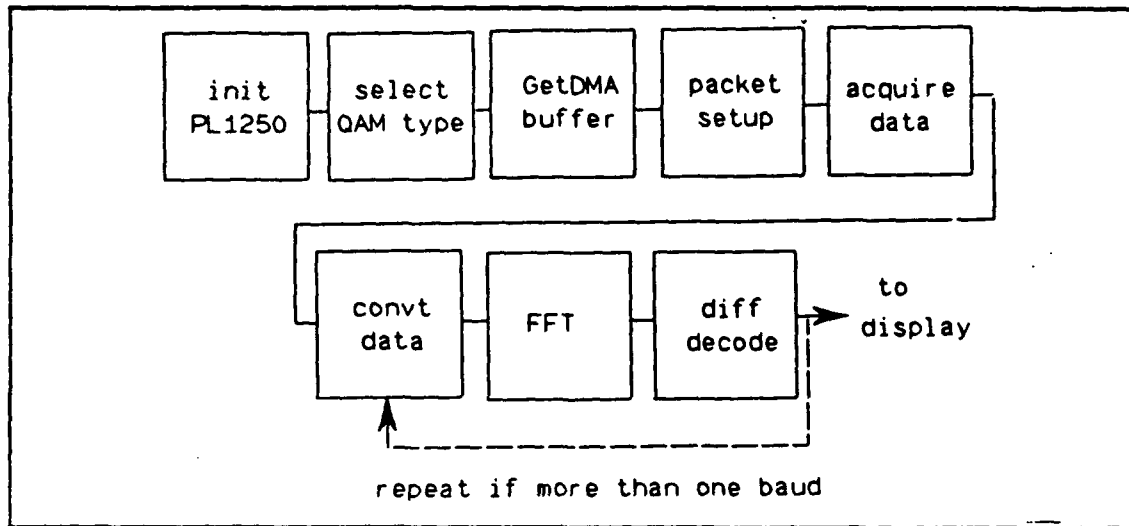 init
PL1250
select
QAM type
GetDMA
buffer
packet
setup
acquire
data
convt
data
FFT
diff
decode
to
display
repeat if more than one baud